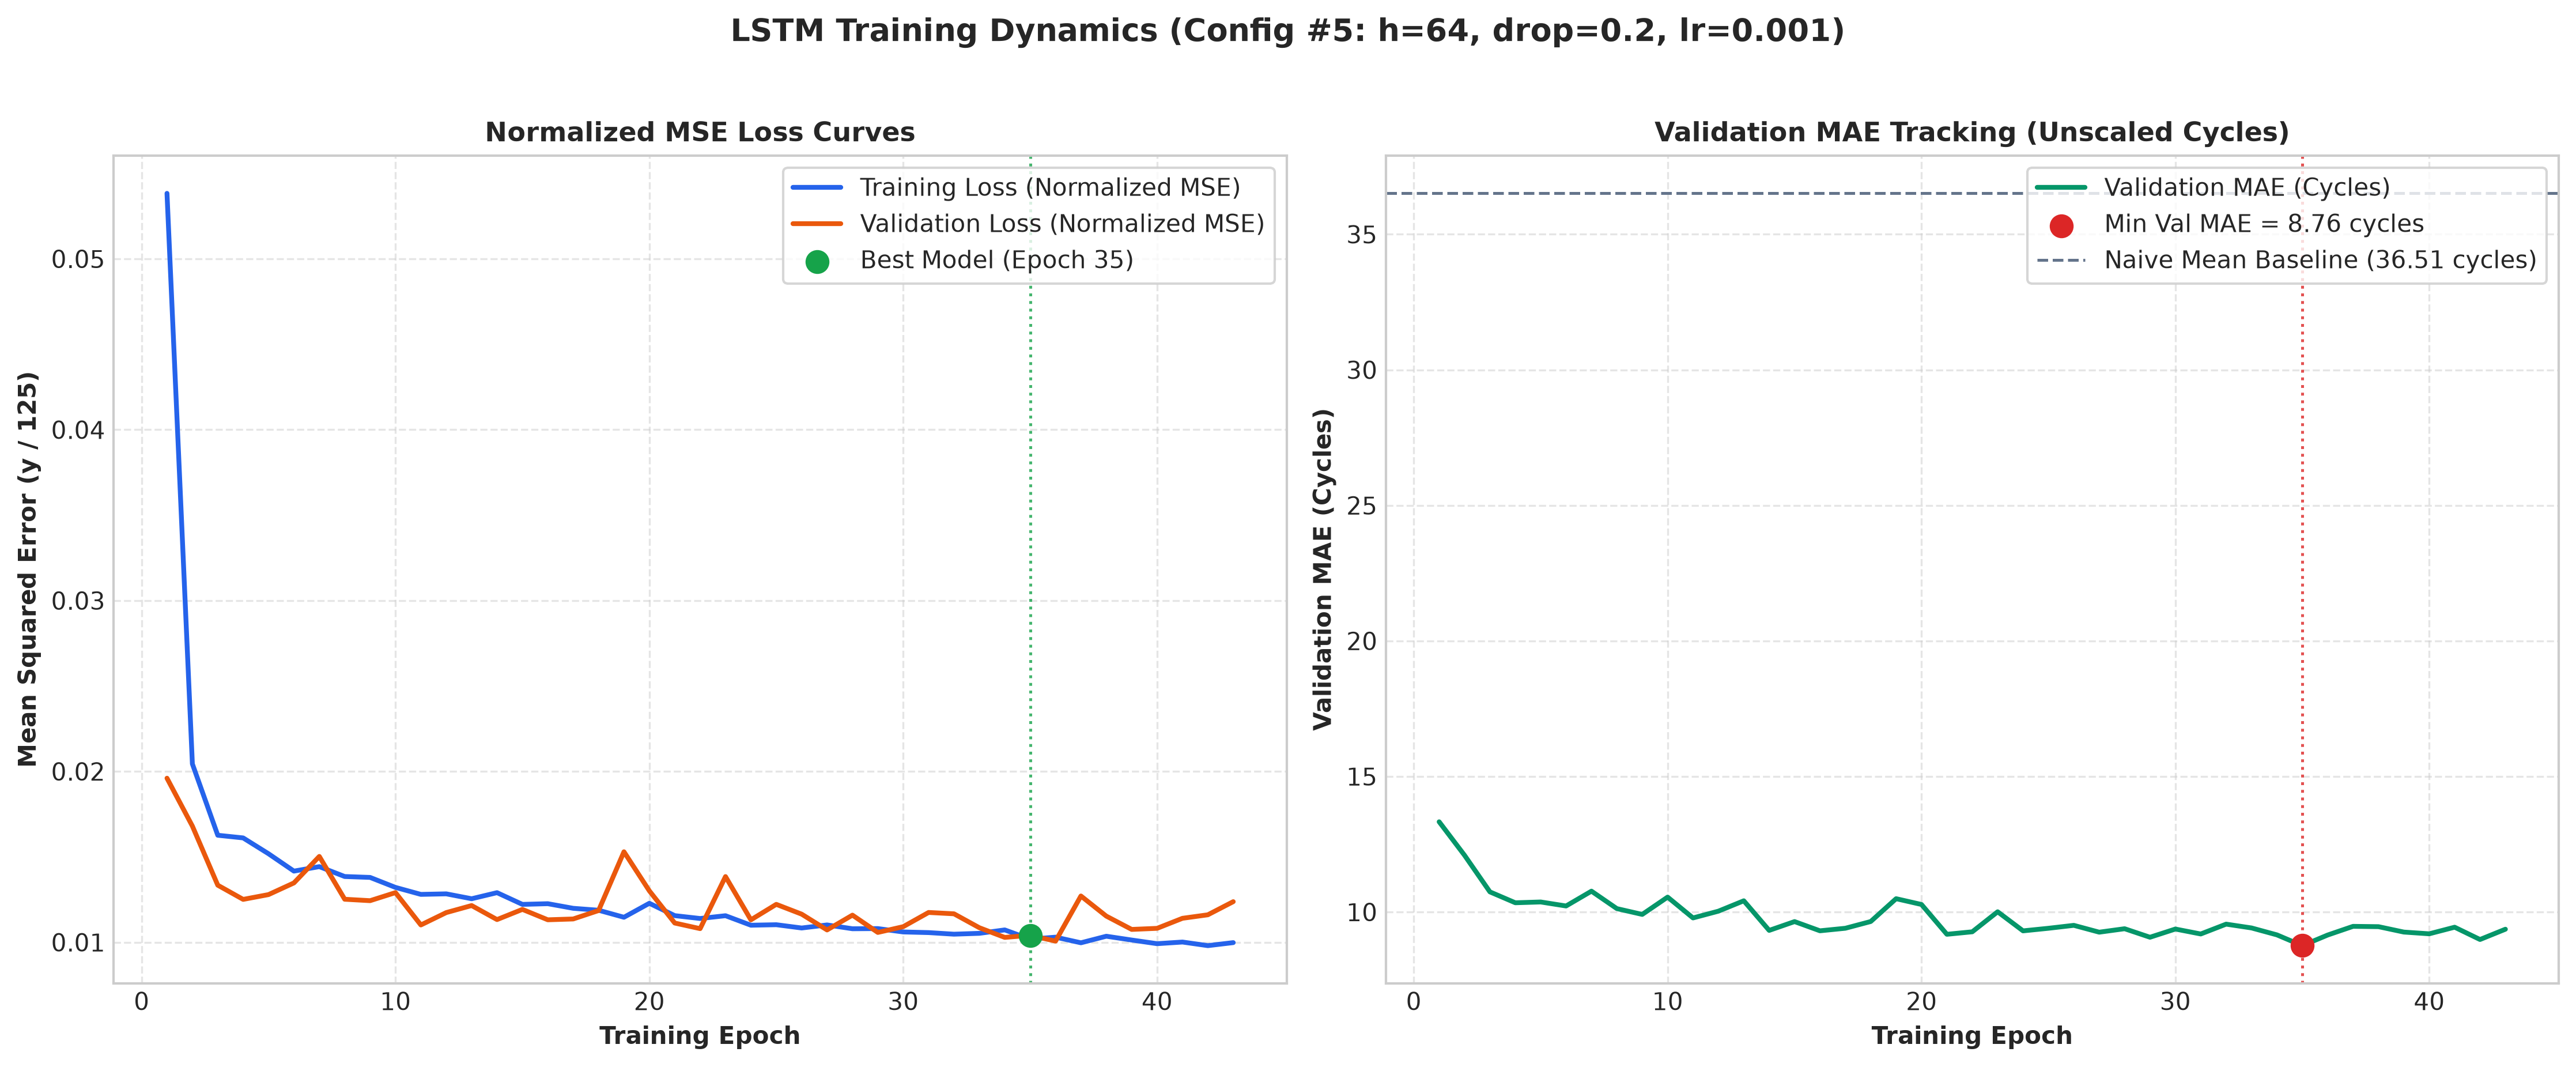 LSTM Training Dynamics (Config #5: h=64, drop=0.2, lr=0.001)
Normalized MSE Loss Curves
Training Loss (Normalized MSE)
Validation Loss (Normalized MSE)
Best Model (Epoch 35)
Mean Squared Error (y / 125)
0.05
0.04
0.03
0.02
0.01
0
10
20
30
40
Training Epoch
Validation MAE Tracking (Unscaled Cycles)
Validation MAE (Cycles)
Min Val MAE = 8.76 cycles
Naive Mean Baseline (36.51 cycles)
Validation MAE (Cycles)
35
30
25
20
15
10
0
10
20
30
40
Training Epoch